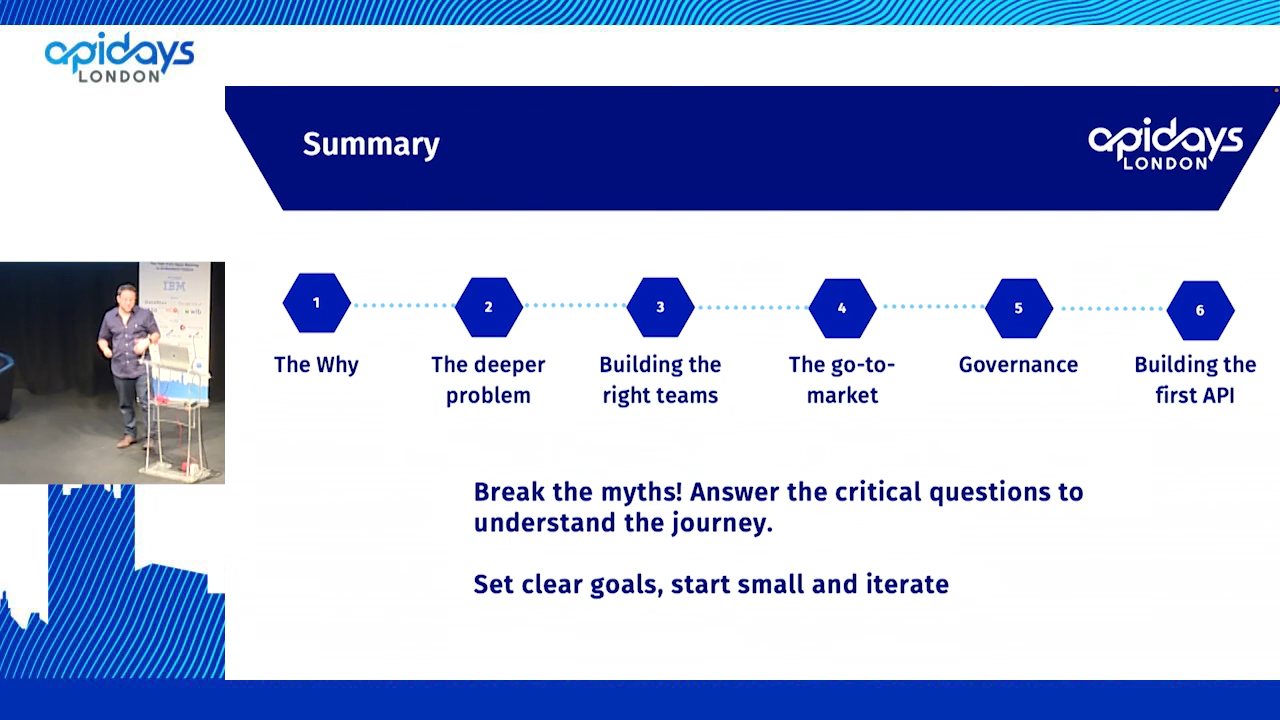 apidays
LONDON
Summary
apidays
LONDON
1
2
3
4
5
6
The Why
The deeper
problem
Building the
right teams
The go-to-
market
Governance
Building the
first API
Break the myths! Answer the critical questions to
understand the journey.
Set clear goals, start small and iterate
IBM